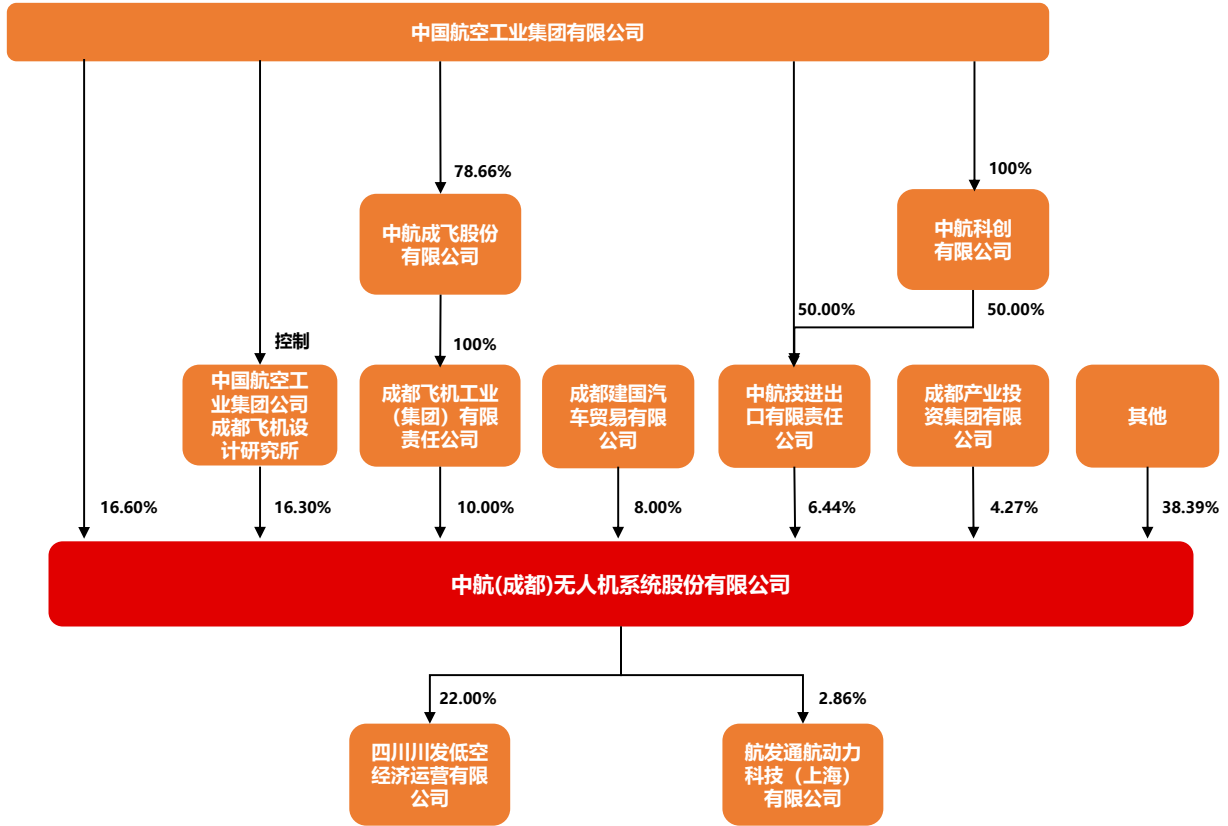 中国航空工业集团有限公司
78.66%
100%
中航成飞股份
有限公司
中航科创
有限公司
50.00%
50.00%
控制
100%
中国航空工
业集团公司
成都飞机设
计研究所
成都飞机工业
（集团）有限
责任公司
成都建国汽
车贸易有限
公司
中航技进出
口有限责任
公司
成都产业投
资集团有限
公司
其他
16.60%
16.30%
10.00%
8.00%
6.44%
4.27%
38.39%
中航(成都)无人机系统股份有限公司
22.00%
2.86%
四川川发低空
经济运营有限
公司
航发通航动力
科技（上海）
有限公司